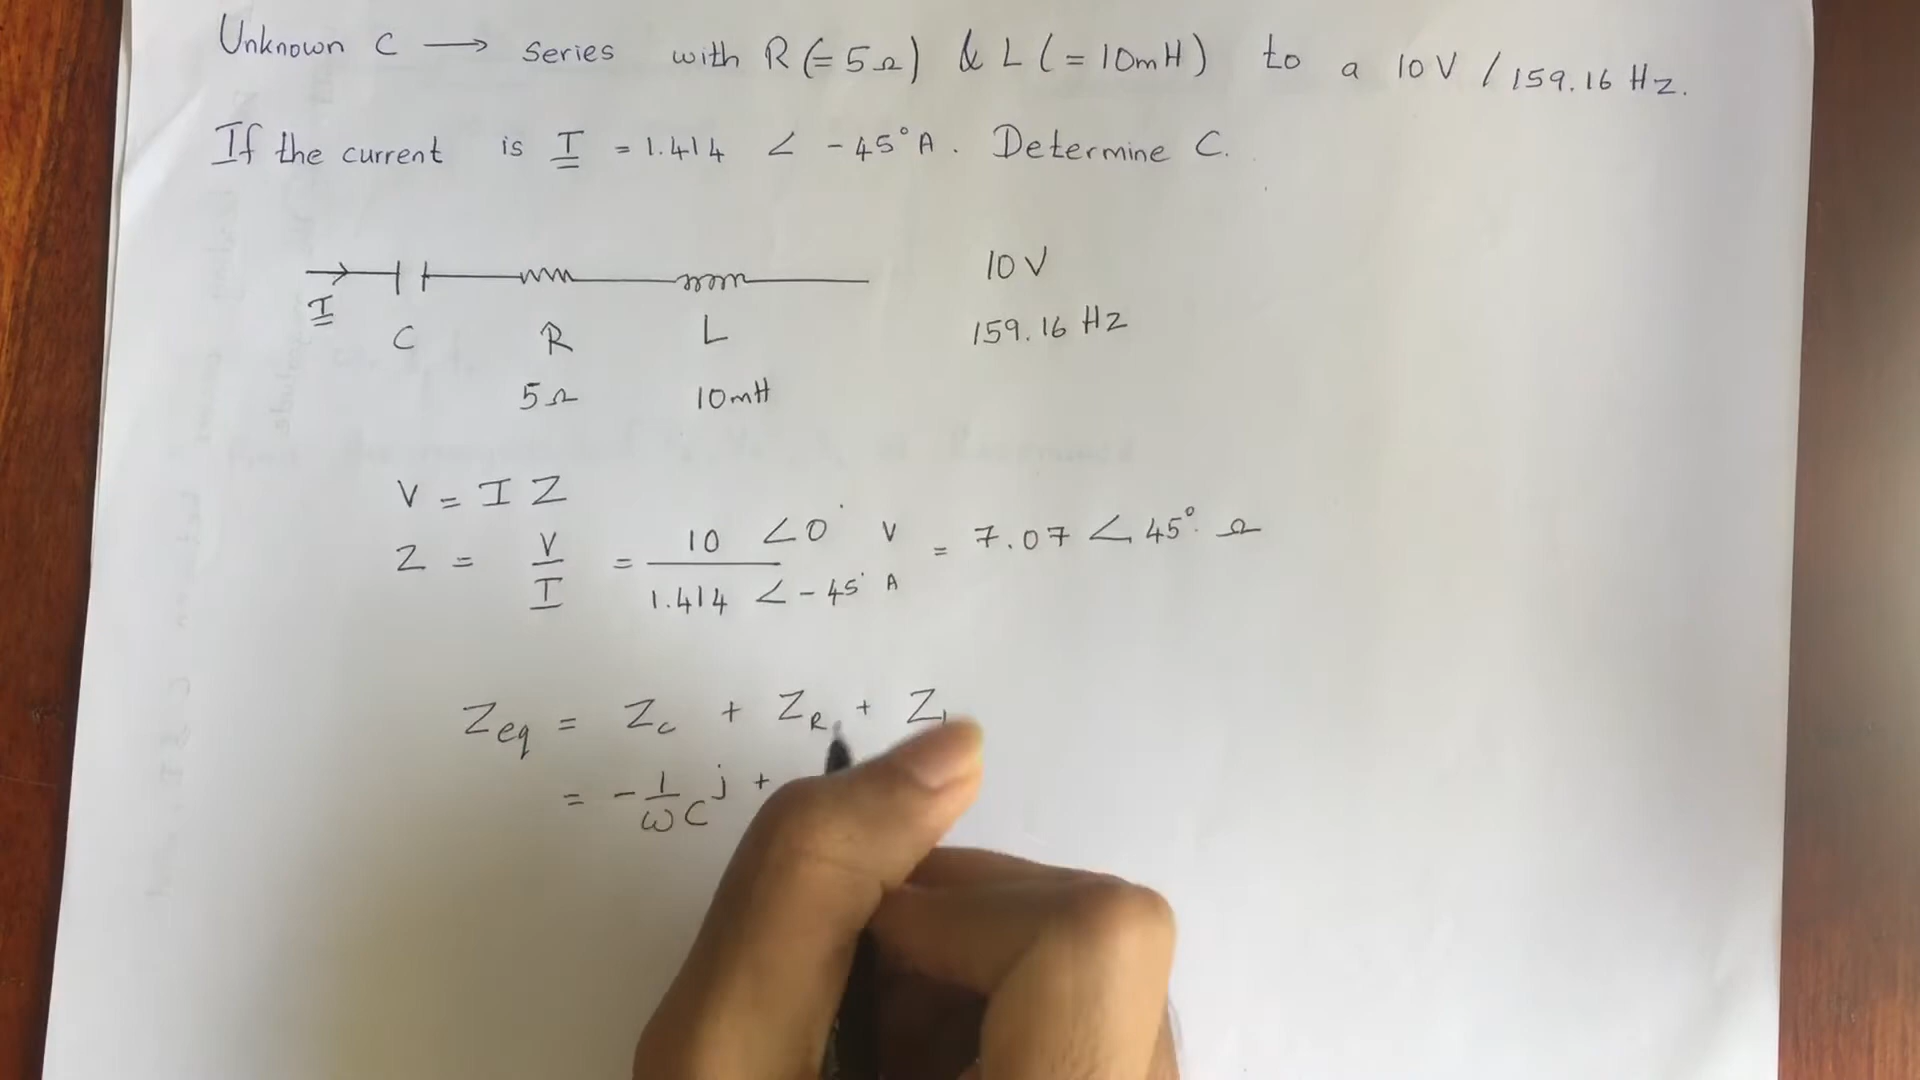 Unknown C → series with R (= 5Ω) & L (= 10mH) to a 10V / 159.16 Hz.
If the current is I = 1.414 ∠ -45° A. Determine C.
10V
I C R L 159.16 Hz
5Ω 10mH
V = I Z
Z = V/I = 10 ∠0° V / 1.414 ∠-45° A = 7.07 ∠ 45° Ω
Zeq = Zc + ZR + Z
= - 1/ωC j +